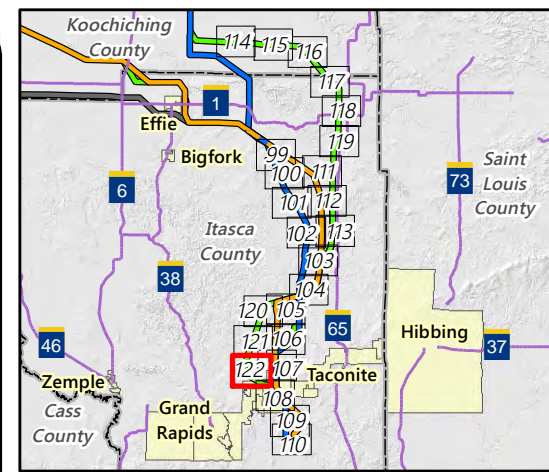 Koochiching
County
114
115
116
117
1
118
Effie
119
99
Bigfork
100
111
73
Saint
Louis
County
6
101
112
Itasca
County
102
113
103
38
104
120
105
65
Hibbing
121
106
37
46
122
107
Taconite
Zemple
Cass
County
108
Grand
Rapids
109
110